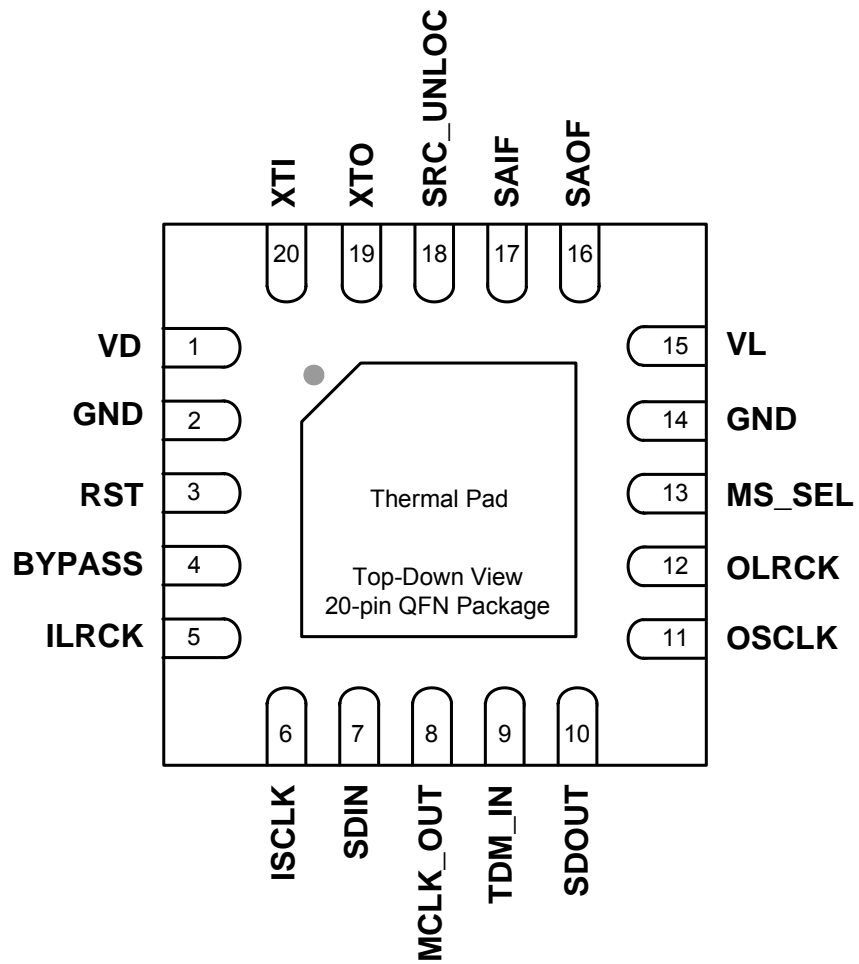 SRC_UNLOC
XTI
XTO
SAIF
SAOF
20
19
18
17
16
VD
1
15
VL
GND
2
14
GND
RST
3
13
MS_SEL
BYPASS
4
12
OLRCK
ILRCK
5
11
OSCLK
Thermal Pad
Top-Down View
20-pin QFN Package
6
7
8
9
10
ISCLK
SDIN
MCLK_OUT
TDM_IN
SDOUT